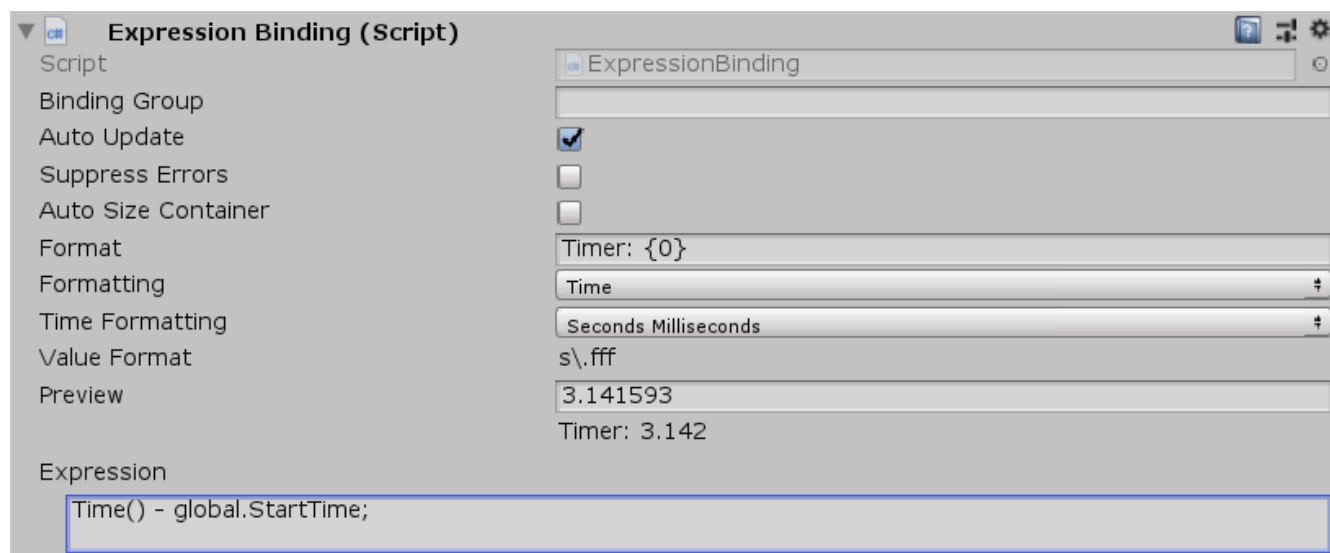 Expression Binding (Script)
Script ExpressionBinding
Binding Group
Auto Update
Suppress Errors
Auto Size Container
Format Timer: {0}
Formatting Time
Time Formatting Seconds Milliseconds
Value Format s\.fff
Preview 3.141593
Timer: 3.142
Expression
Time() - global.StartTime;